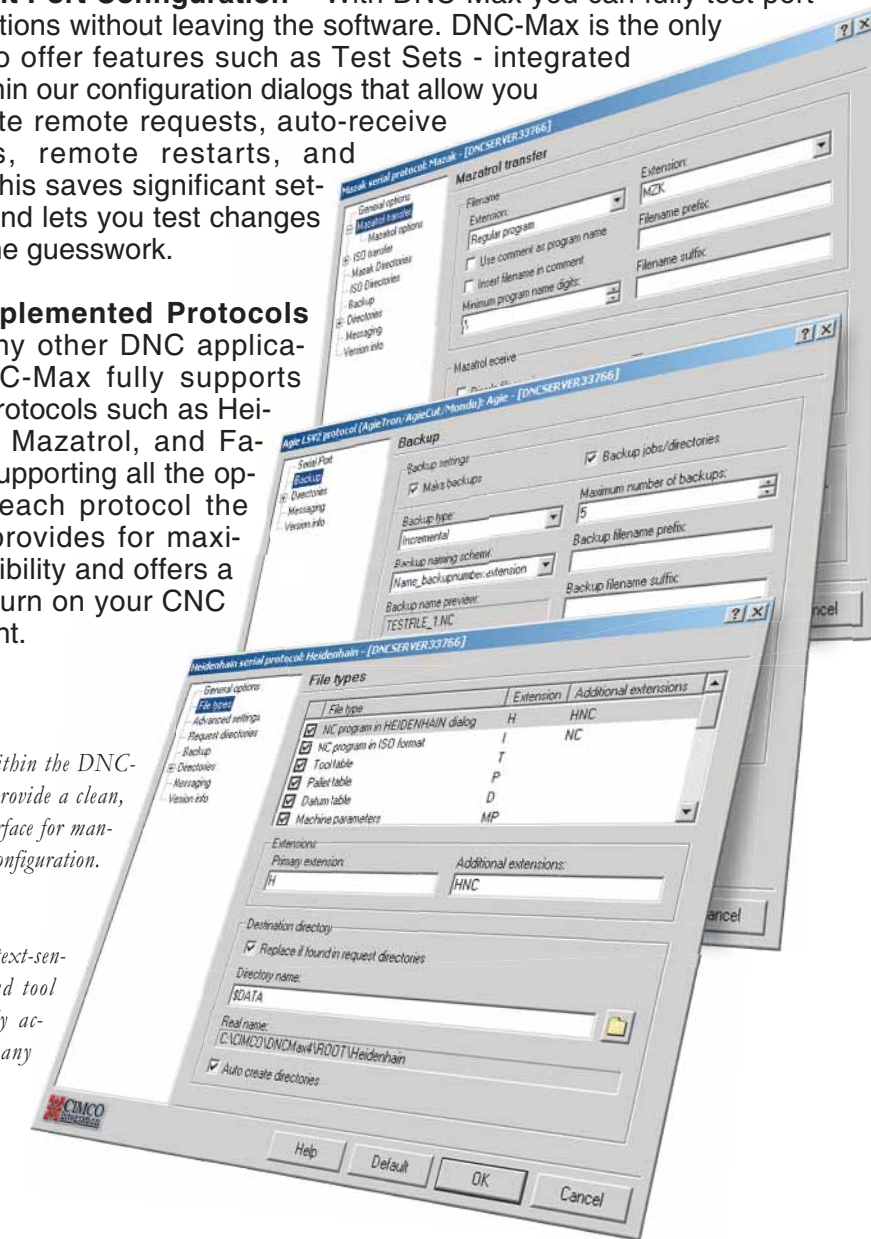 nt Port Configuration – With DNC-Max you can fully test port
tions without leaving the software. DNC-Max is the only
o offer features such as Test Sets - integrated
hin our configuration dialogs that allow you
te remote requests, auto-receive
s, remote restarts, and
his saves significant set-
nd lets you test changes
ne guesswork.
plemented Protocols
ny other DNC applica-
C-Max fully supports
rotocols such as Hei-
Mazatrol, and Fa-
upporting all the op-
each protocol the
provides for maxi-
ibility and offers a
urn on your CNC
nt.
ithin the DNC-
rovide a clean,
rface for man-
onfiguration.
text-sen-
nd tool
ly ac-
any
Mazak serial protocol: Mazak - [DNCSERVER33766]
General options
Mazatrol transfer
Mazatrol options
ISO transfer
Mazak Directories
ISO Directories
Backup
Directories
Messaging
Version info
Mazatrol transfer
Filename
Extension:
Regular program
Use comment as program name
Insert filename in comment
Minimum program name digits:
1
Extension:
MZK
Filename prefix:
Filename suffix:
Mazatrol eceive
Agie LSV2 protocol (AgieTron/AgieCut/Mondo): Agie - [DNCSERVER33766]
Serial Port
Backup
Directories
Messaging
Version info
Backup
Backup settings
Make backups
Backup jobs/directories
Backup type:
Incremental
Maximum number of backups:
5
Backup naming scheme:
Name_backupnumber.extension
Backup filename prefix:
Backup name preview:
TESTFILE_1.NC
Backup filename suffix:
ncel
Heidenhain serial protocol: Heidenhain - [DNCSERVER33766]
General options
File types
Advanced settings
Request directories
Backup
Directories
Messaging
Version info
File types
File type Extension Additional extensions
NC program in HEIDENHAIN dialog H HNC
NC program in ISO format I NC
Tool table T
Pallet table P
Datum table D
Machine parameters MP
Extensions
Primary extension:
H
Additional extensions:
HNC
Destination directory
Replace if found in request directories
Directory name:
$DATA
Real name:
C:\CIMCO\DNCMax4\ROOT\Heidenhain
Auto create directories
ancel
CIMCO
Integration
Help Default OK Cancel